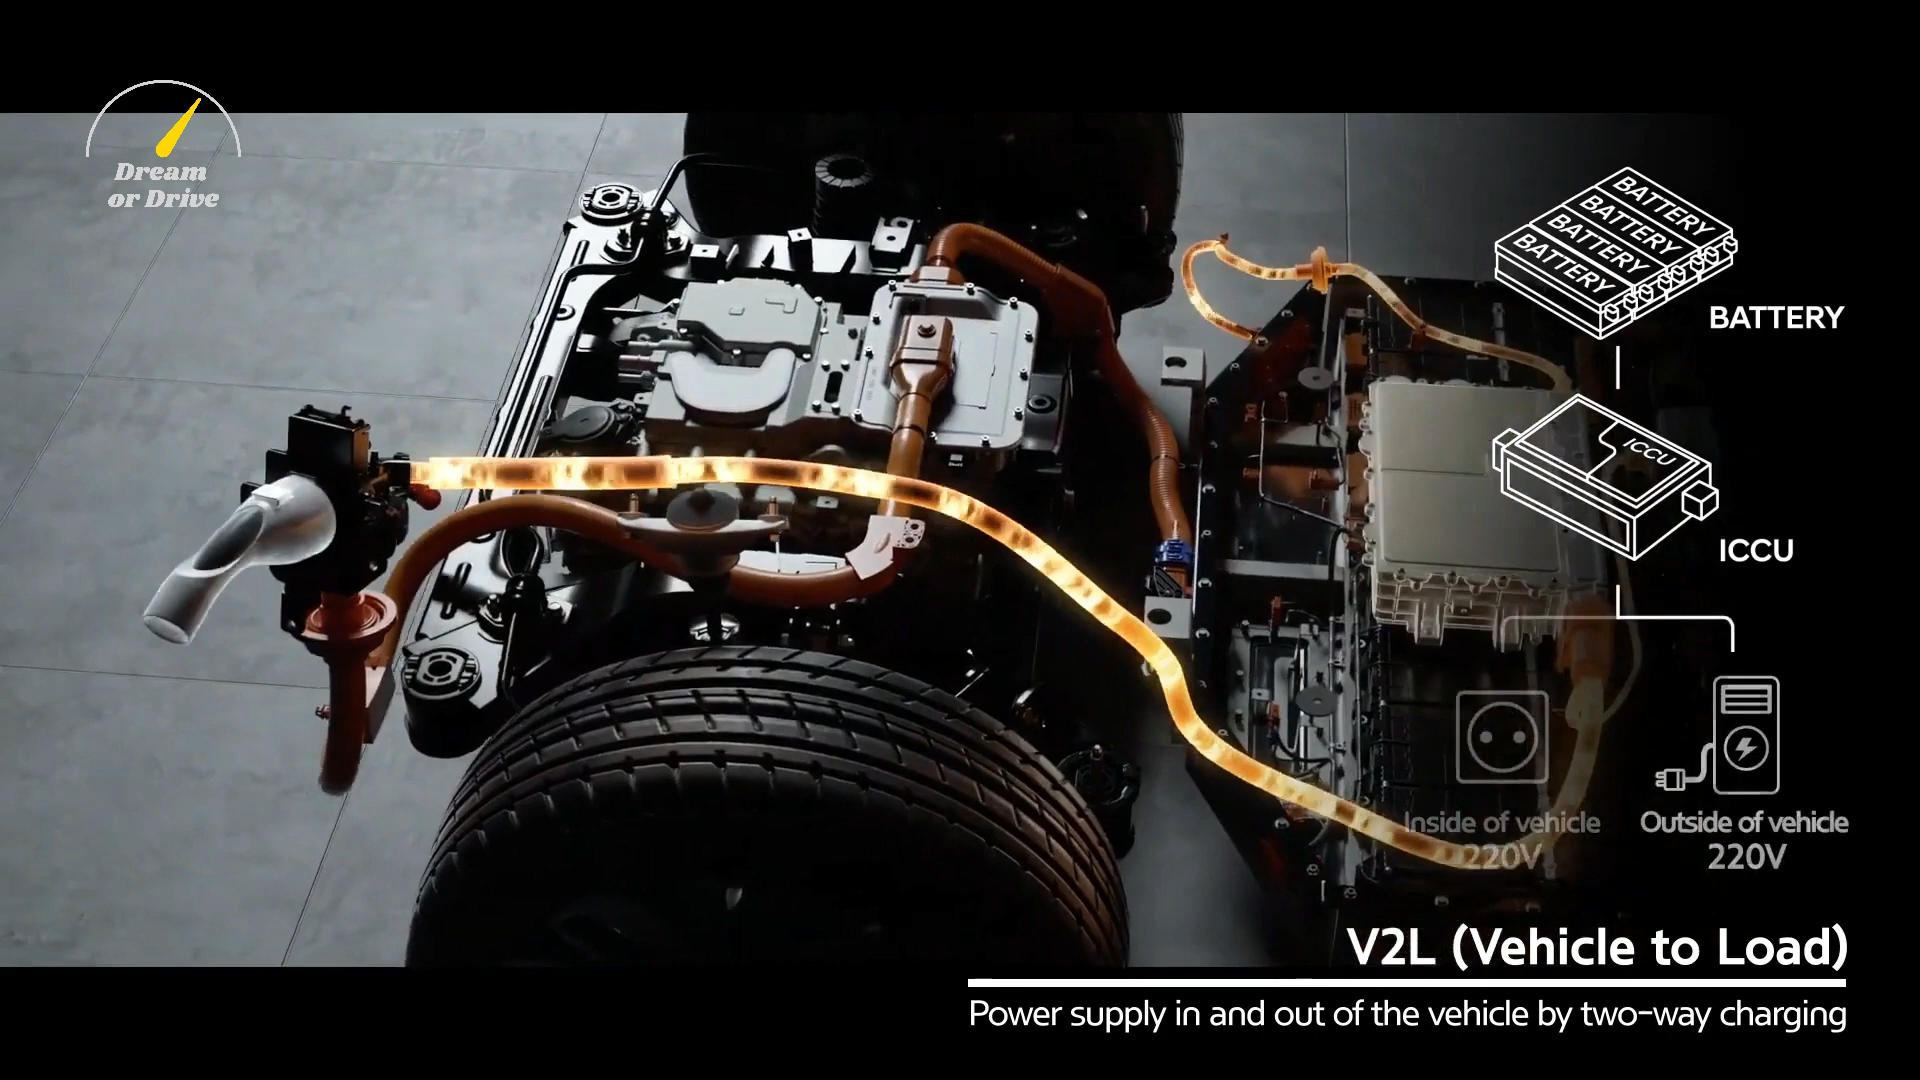 Dream
or Drive
BATTERY
BATTERY
BATTERY
BATTERY
BATTERY
ICCU
ICCU
Inside of vehicle
220V
Outside of vehicle
220V
V2L (Vehicle to Load)
Power supply in and out of the vehicle by two-way charging